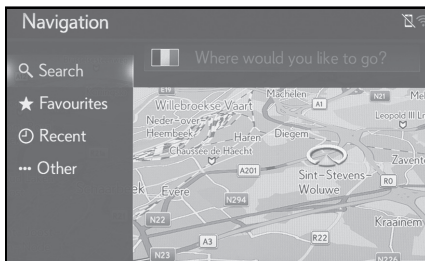 Navigation
Search
Where would you like to go?
Favourites
Recent
Other
Machelen
E19
A1
N21
Willebroekse Vaart
Leopold III
Neder-over-
Heembeek
Haren
Diegem
Chaussée de Haecht
A201
Sint-Stevens-
Woluwe
R0
Evere
N294
N22
Kraainem
A3
R22
N23
N226